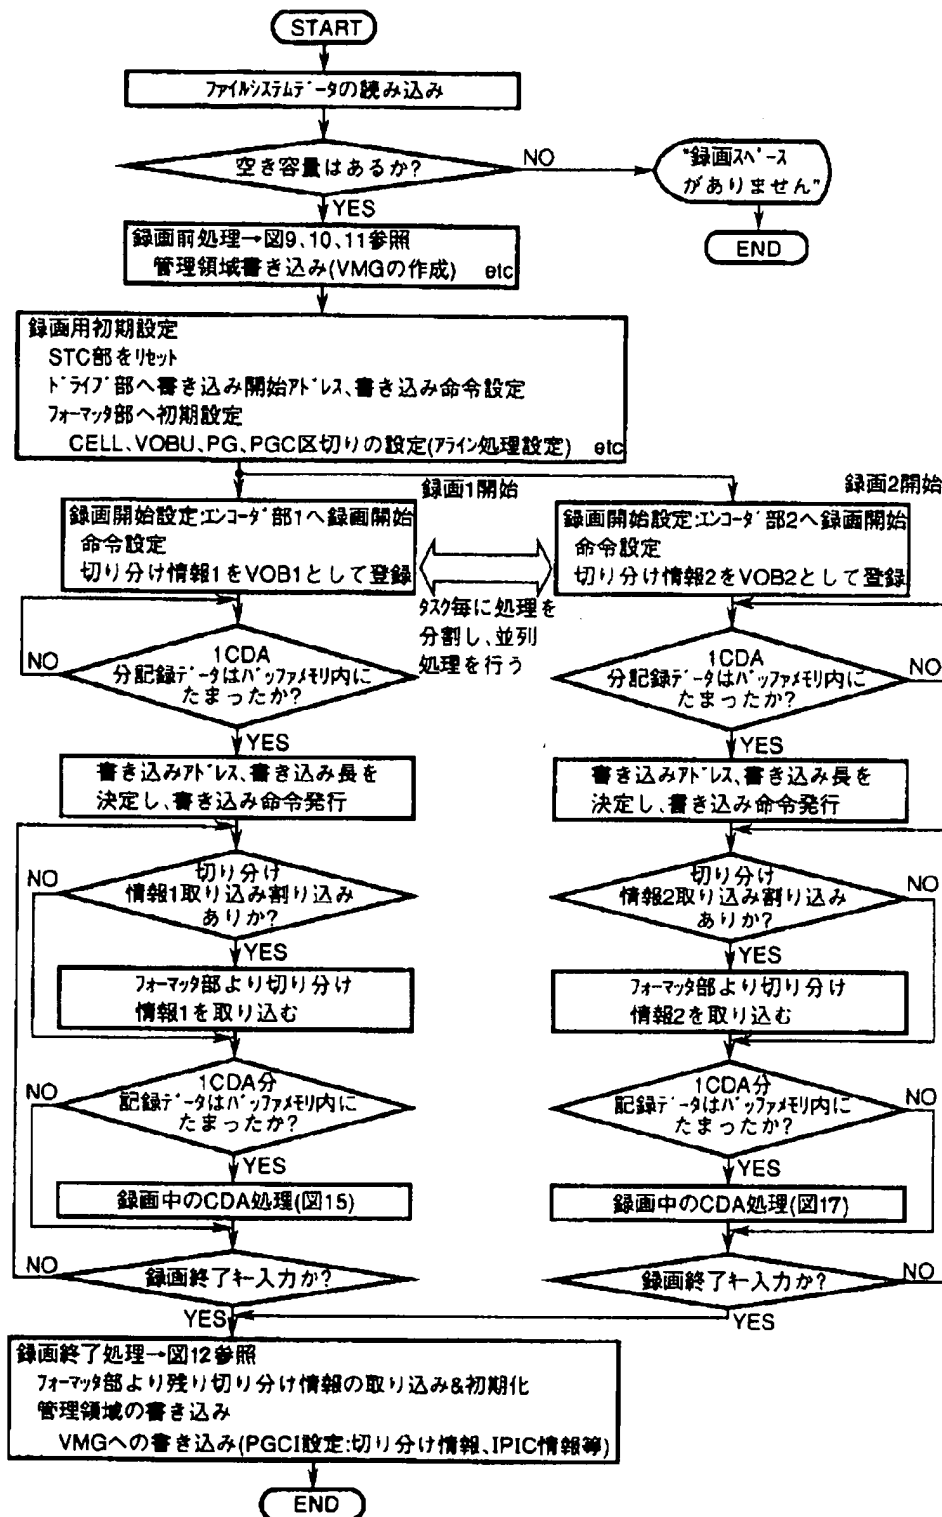 START
ファイルシステムデータの読み込み
空き容量はあるか?
NO
"録画スペース
がありません"
END
YES
録画前処理→図9、10、11参照
管理領域書き込み(VMGの作成) etc
録画用初期設定
STC部をリセット
ドライブ部へ書き込み開始アドレス、書き込み命令設定
フォーマッタ部へ初期設定
CELL、VOBU、PG、PGC区切りの設定(アライン処理設定) etc
録画1開始
録画開始設定:エンコーダ部1へ録画開始
命令設定
切り分け情報1をVOB1として登録
タスク毎に処理を
分割し、並列
処理を行う
録画2開始
録画開始設定:エンコーダ部2へ録画開始
命令設定
切り分け情報2をVOB2として登録
NO
1CDA
分記録データはバッファメモリ内に
たまったか?
YES
書き込みアドレス、書き込み長を
決定し、書き込み命令発行
NO
切り分け
情報1取り込み割り込み
ありか?
YES
フォーマッタ部より切り分け
情報1を取り込む
NO
1CDA分
記録データはバッファメモリ内に
たまったか?
YES
録画中のCDA処理(図15)
NO
録画終了キー入力か?
YES
1CDA
分記録データはバッファメモリ内に
たまったか?
NO
YES
書き込みアドレス、書き込み長を
決定し、書き込み命令発行
切り分け
情報2取り込み割り込み
ありか?
NO
YES
フォーマッタ部より切り分け
情報2を取り込む
1CDA分
記録データはバッファメモリ内に
たまったか?
NO
YES
録画中のCDA処理(図17)
録画終了キー入力か?
NO
YES
録画終了処理→図12参照
フォーマッタ部より残り切り分け情報の取り込み&初期化
管理領域の書き込み
VMGへの書き込み(PGCI設定:切り分け情報、IPIC情報等)
END